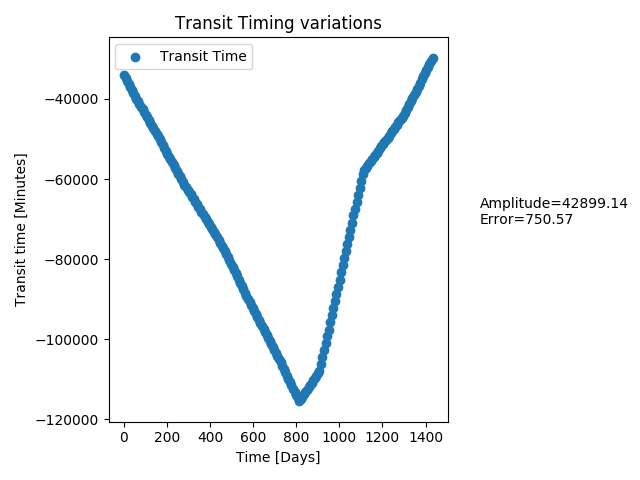 Transit Timing variations
Transit Time
Transit time [Minutes]
−40000
−60000
−80000
−100000
−120000
0 200 400 600 800 1000 1200 1400
Time [Days]
Amplitude=42899.14
Error=750.57